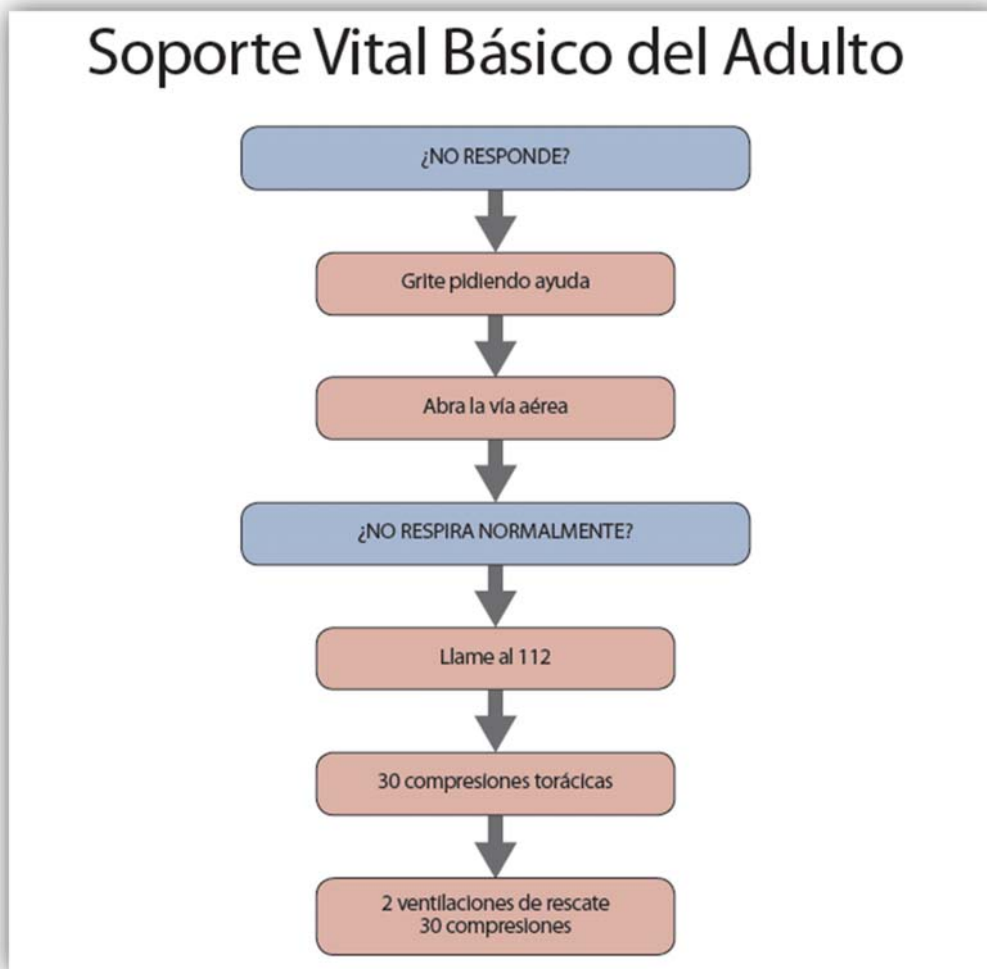 Soporte Vital Básico del Adulto
¿NO RESPONDE?
Grite pidiendo ayuda
Abra la vía aérea
¿NO RESPIRA NORMALMENTE?
Llame al 112
30 compresiones torácicas
2 ventilaciones de rescate
30 compresiones